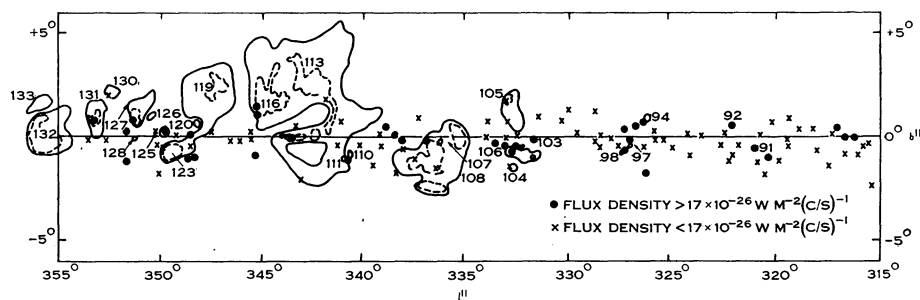 +5° +5°
133 131 130 119 113 105
132 127 126 120 116 94 92
128 125 111 110 106 103
123 107 108 104 98 97 91
0° 0° bᴵᴵ
● FLUX DENSITY > 17 × 10⁻²⁶ W M⁻² (C/S)⁻¹
× FLUX DENSITY < 17 × 10⁻²⁶ W M⁻² (C/S)⁻¹
-5° -5°
355° 350° 345° 340° 335° 330° 325° 320° 315°
lᴵᴵ